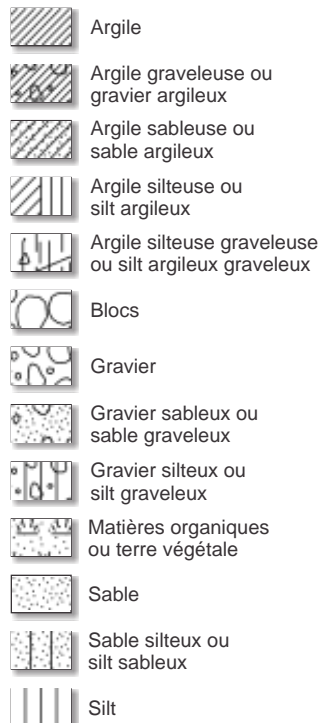 Argile
Argile graveleuse ou
gravier argileux
Argile sableuse ou
sable argileux
Argile silteuse ou
silt argileux
Argile silteuse graveleuse
ou silt argileux graveleux
Blocs
Gravier
Gravier sableux ou
sable graveleux
Gravier silteux ou
silt graveleux
Matières organiques
ou terre végétale
Sable
Sable silteux ou
silt sableux
Silt